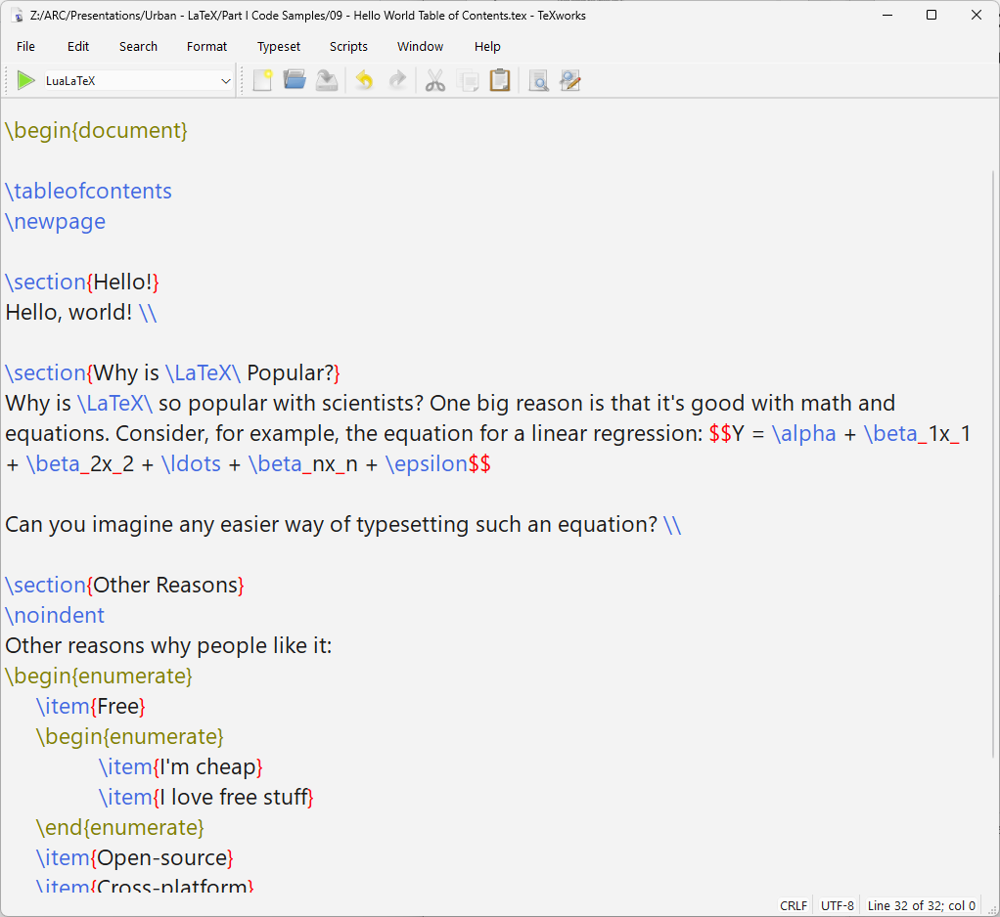 Z:/ARC/Presentations/Urban - LaTeX/Part I Code Samples/09 - Hello World Table of Contents.tex - TeXworks
File Edit Search Format Typeset Scripts Window Help
LuaLaTeX
\begin{document}
\tableofcontents
\newpage
\section{Hello!}
Hello, world! \\
\section{Why is \LaTeX\ Popular?}
Why is \LaTeX\ so popular with scientists? One big reason is that it's good with math and
equations. Consider, for example, the equation for a linear regression: $$Y = \alpha + \beta_1x_1
+ \beta_2x_2 + \ldots + \beta_nx_n + \epsilon$$
Can you imagine any easier way of typesetting such an equation? \\
\section{Other Reasons}
\noindent
Other reasons why people like it:
\begin{enumerate}
\item{Free}
\begin{enumerate}
\item{I'm cheap}
\item{I love free stuff}
\end{enumerate}
\item{Open-source}
\item{Cross-platform}
CRLF UTF-8 Line 32 of 32; col 0